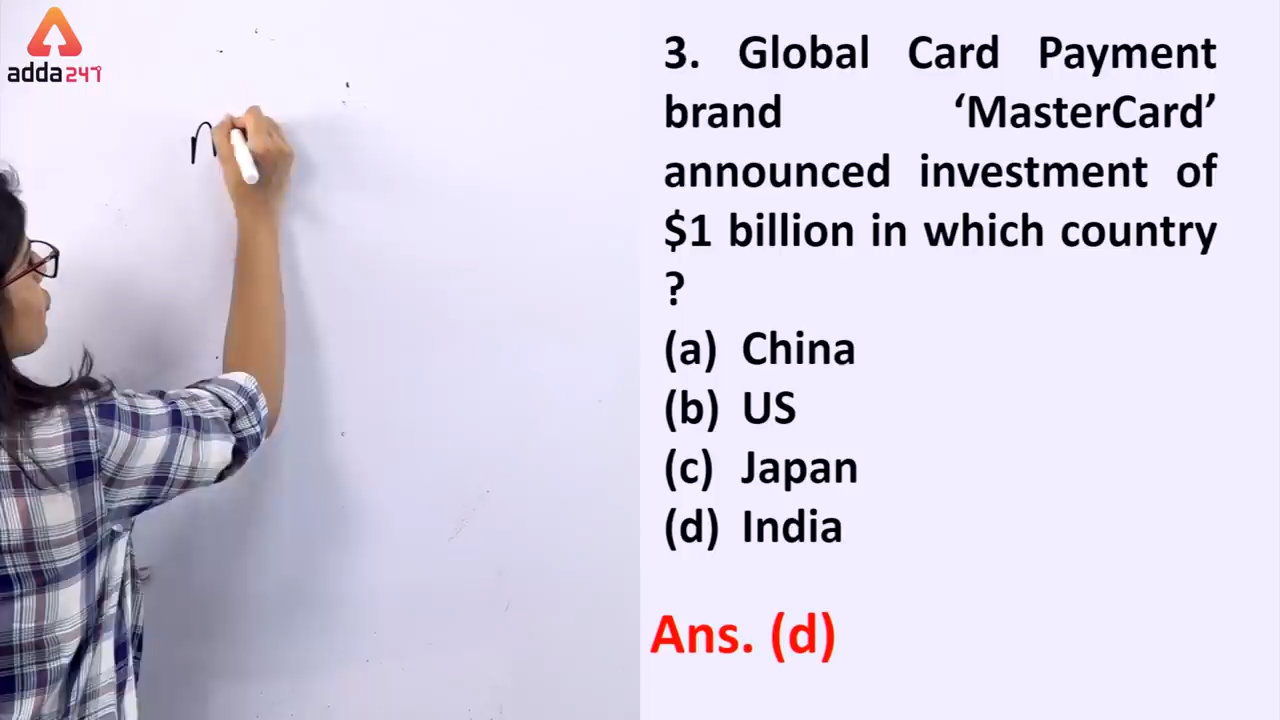 adda247
n
3. Global Card Payment
brand ‘MasterCard’
announced investment of
$1 billion in which country
?
(a) China
(b) US
(c) Japan
(d) India
Ans. (d)